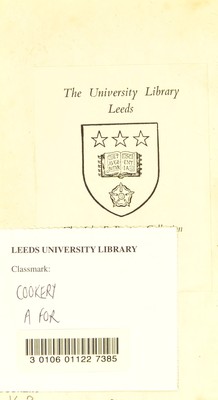 The University Library
Leeds
LEEDS UNIVERSITY LIBRARY
Classmark:
COOKERY
A FOR
3 0106 01122 7385